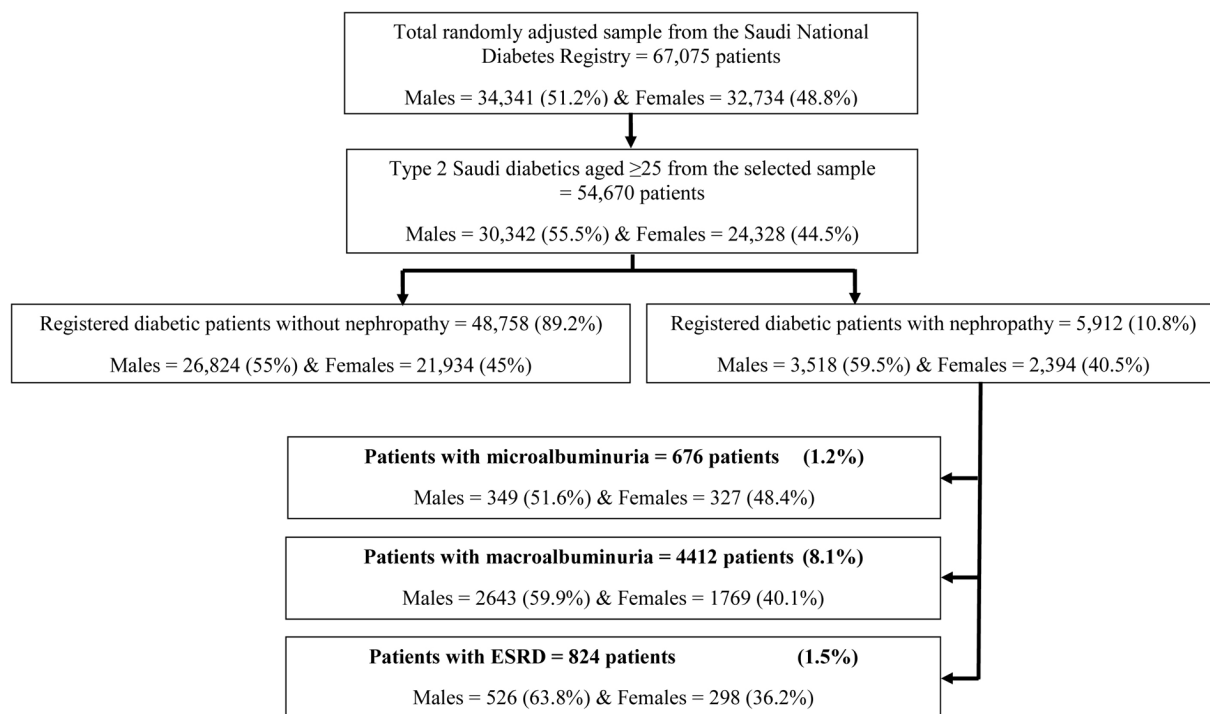 Total randomly adjusted sample from the Saudi National
Diabetes Registry = 67,075 patients
Males = 34,341 (51.2%) & Females = 32,734 (48.8%)
Type 2 Saudi diabetics aged ≥25 from the selected sample
= 54,670 patients
Males = 30,342 (55.5%) & Females = 24,328 (44.5%)
Registered diabetic patients without nephropathy = 48,758 (89.2%)
Males = 26,824 (55%) & Females = 21,934 (45%)
Registered diabetic patients with nephropathy = 5,912 (10.8%)
Males = 3,518 (59.5%) & Females = 2,394 (40.5%)
Patients with microalbuminuria = 676 patients (1.2%)
Males = 349 (51.6%) & Females = 327 (48.4%)
Patients with macroalbuminuria = 4412 patients (8.1%)
Males = 2643 (59.9%) & Females = 1769 (40.1%)
Patients with ESRD = 824 patients (1.5%)
Males = 526 (63.8%) & Females = 298 (36.2%)